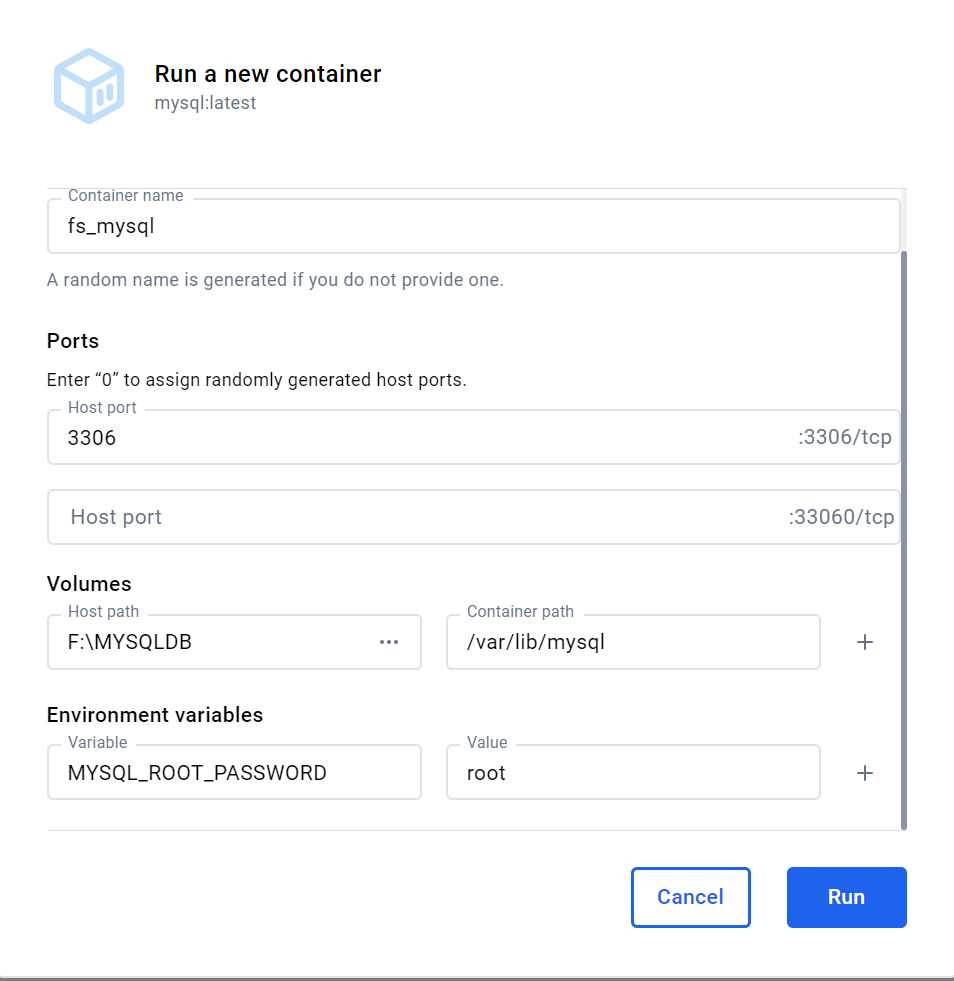 Run a new container
mysql:latest
Container name
fs_mysql
A random name is generated if you do not provide one.
Ports
Enter “0” to assign randomly generated host ports.
Host port
3306 :3306/tcp
Host port :33060/tcp
Volumes
Host path Container path
F:\MYSQLDB ••• /var/lib/mysql +
Environment variables
Variable Value
MYSQL_ROOT_PASSWORD root +
Cancel Run